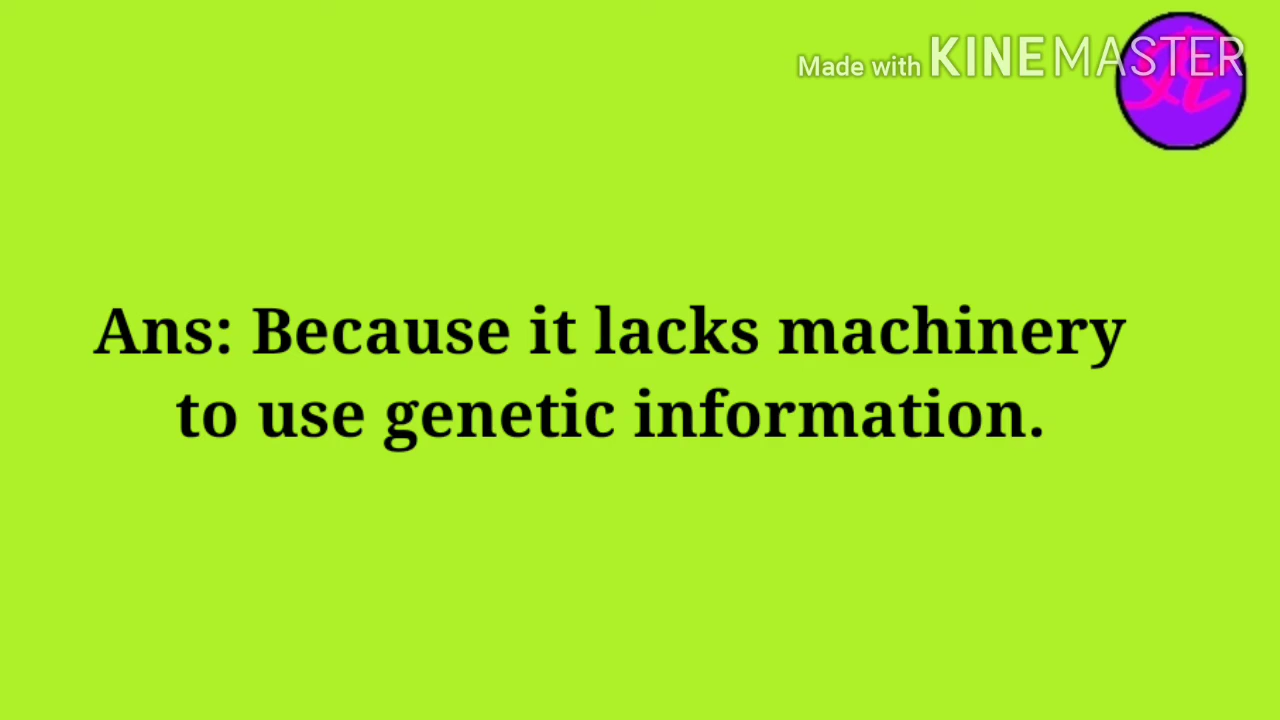 Made with KINEMASTER
Ans: Because it lacks machinery
to use genetic information.